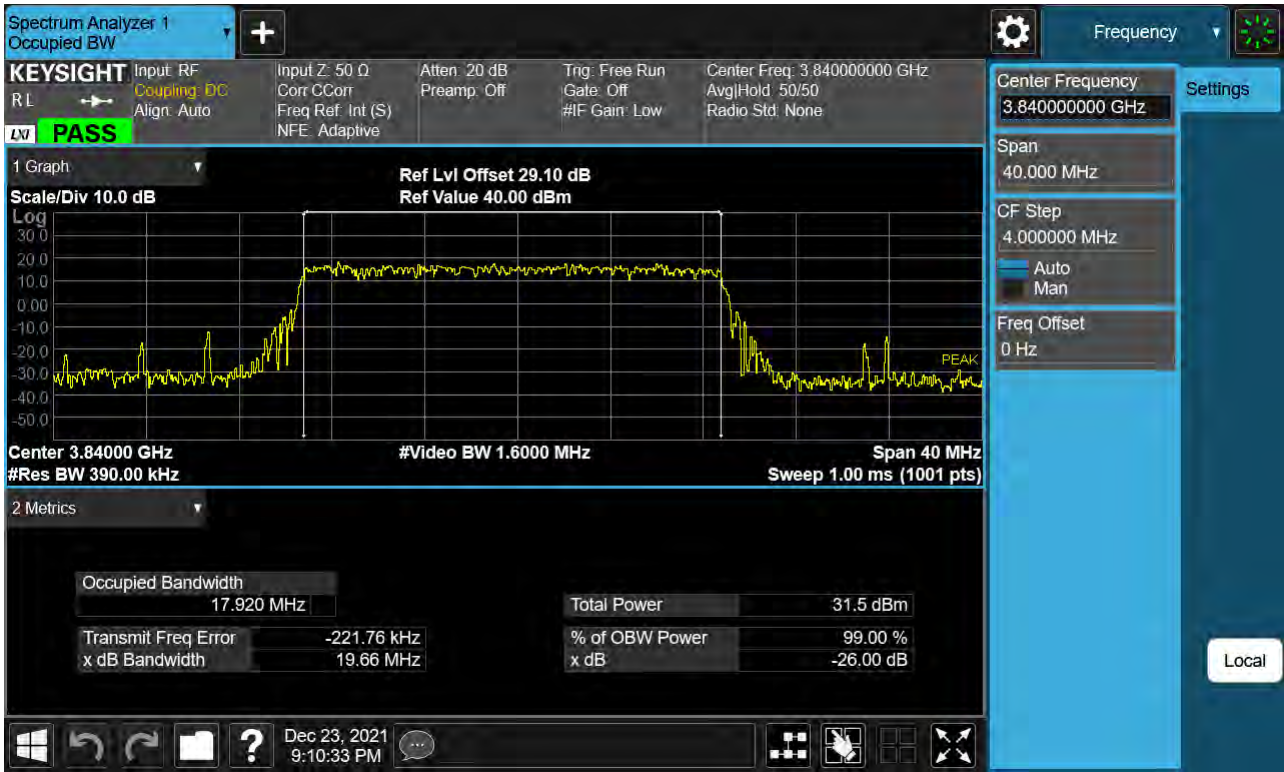 Spectrum Analyzer 1
Occupied BW
Frequency
KEYSIGHT
R L
LXI
PASS
Input: RF
Coupling: DC
Align: Auto
Input Z: 50 Ω
Corr CCorr
Freq Ref: Int (S)
NFE: Adaptive
Atten: 20 dB
Preamp: Off
Trig: Free Run
Gate: Off
#IF Gain: Low
Center Freq: 3.840000000 GHz
Avg|Hold: 50/50
Radio Std: None
Center Frequency
3.840000000 GHz
Settings
Span
40.000 MHz
CF Step
4.000000 MHz
Auto
Man
Freq Offset
0 Hz
Local
1 Graph
Scale/Div 10.0 dB
Ref Lvl Offset 29.10 dB
Ref Value 40.00 dBm
Log
30.0
20.0
10.0
0.00
-10.0
-20.0
-30.0
-40.0
-50.0
PEAK
Center 3.84000 GHz
#Video BW 1.6000 MHz
Span 40 MHz
#Res BW 390.00 kHz
Sweep 1.00 ms (1001 pts)
2 Metrics
Occupied Bandwidth
17.920 MHz
Total Power 31.5 dBm
Transmit Freq Error -221.76 kHz
% of OBW Power 99.00 %
x dB Bandwidth 19.66 MHz
x dB -26.00 dB
?
Dec 23, 2021
9:10:33 PM